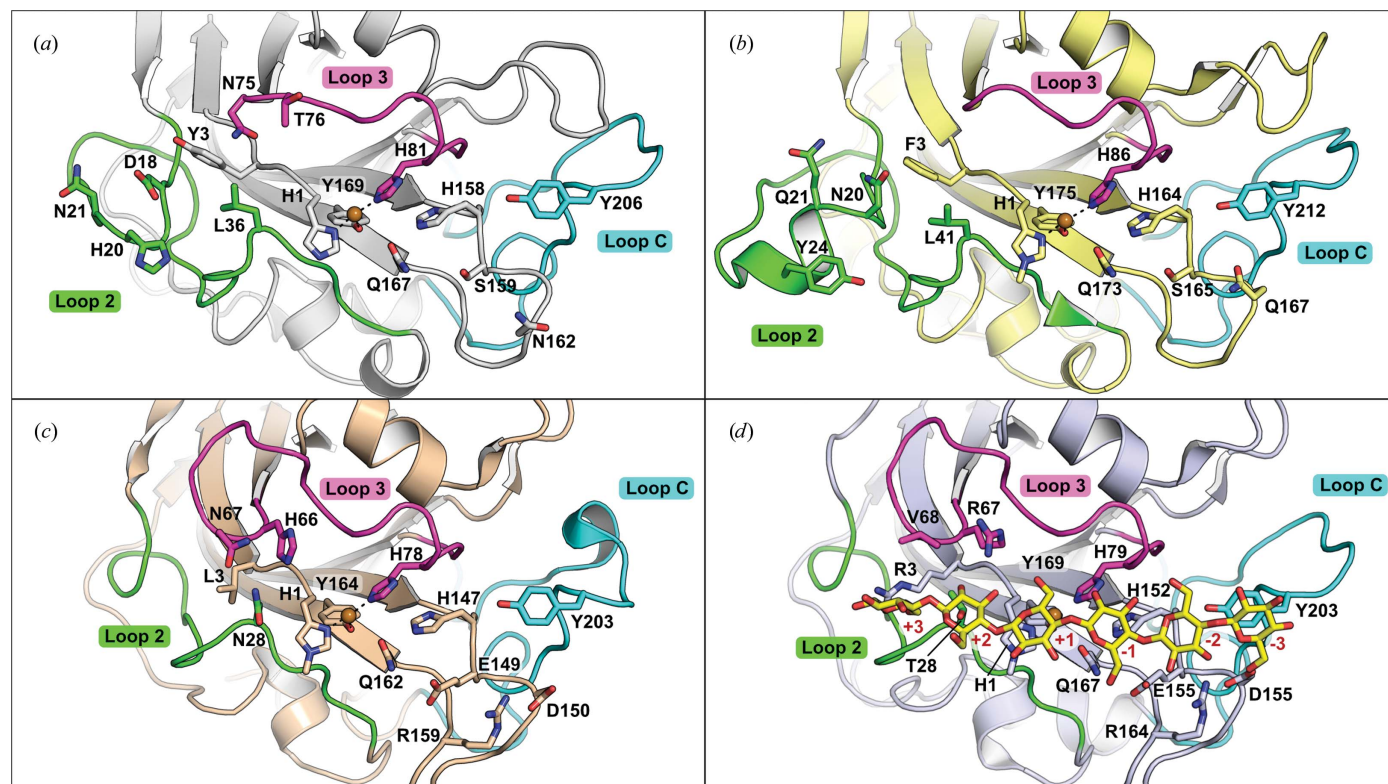 (a)
Loop 3
N75
T76
Y3
D18
H81
N21
H1
Y169
H158
Y206
L36
H20
Loop C
Q167
S159
Loop 2
N162
(b)
Loop 3
F3
H86
Q21
N20
H1
Y175
H164
Y212
L41
Loop C
Y24
Q173
S165
Q167
Loop 2
(c)
Loop C
Loop 3
N67
H66
H78
L3
Y164
H1
H147
Y203
Loop 2
N28
E149
Q162
D150
R159
(d)
Loop C
Loop 3
V68
R67
Y169
H79
R3
H152
Y203
+3
+2
+1
-1
-2
-3
Loop 2
T28
H1
Q167
E155
D155
R164